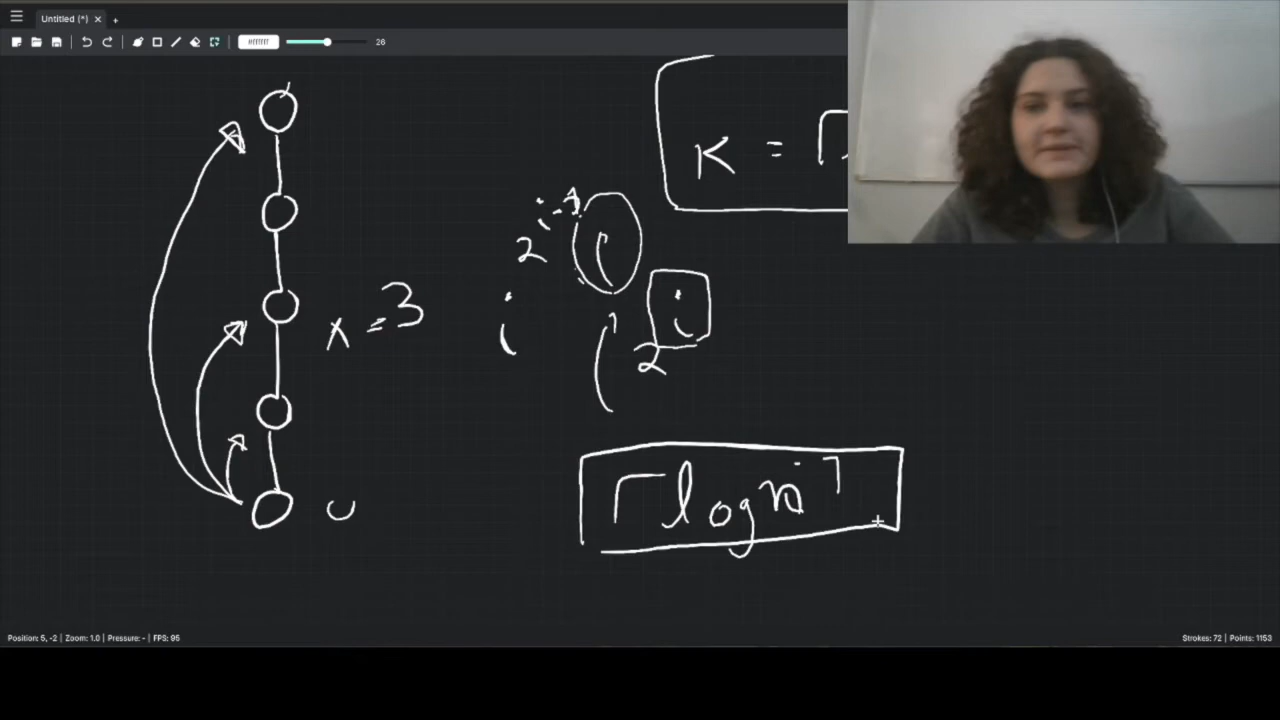 Untitled (*)
#ffffff
26
K = ⌈
2^{i-1}
x = 3
i
2^i
⌈log n⌉
υ
Position: 5, -2 | Zoom: 1.0 | Pressure: - | FPS: 95
Strokes: 72 | Points: 1153